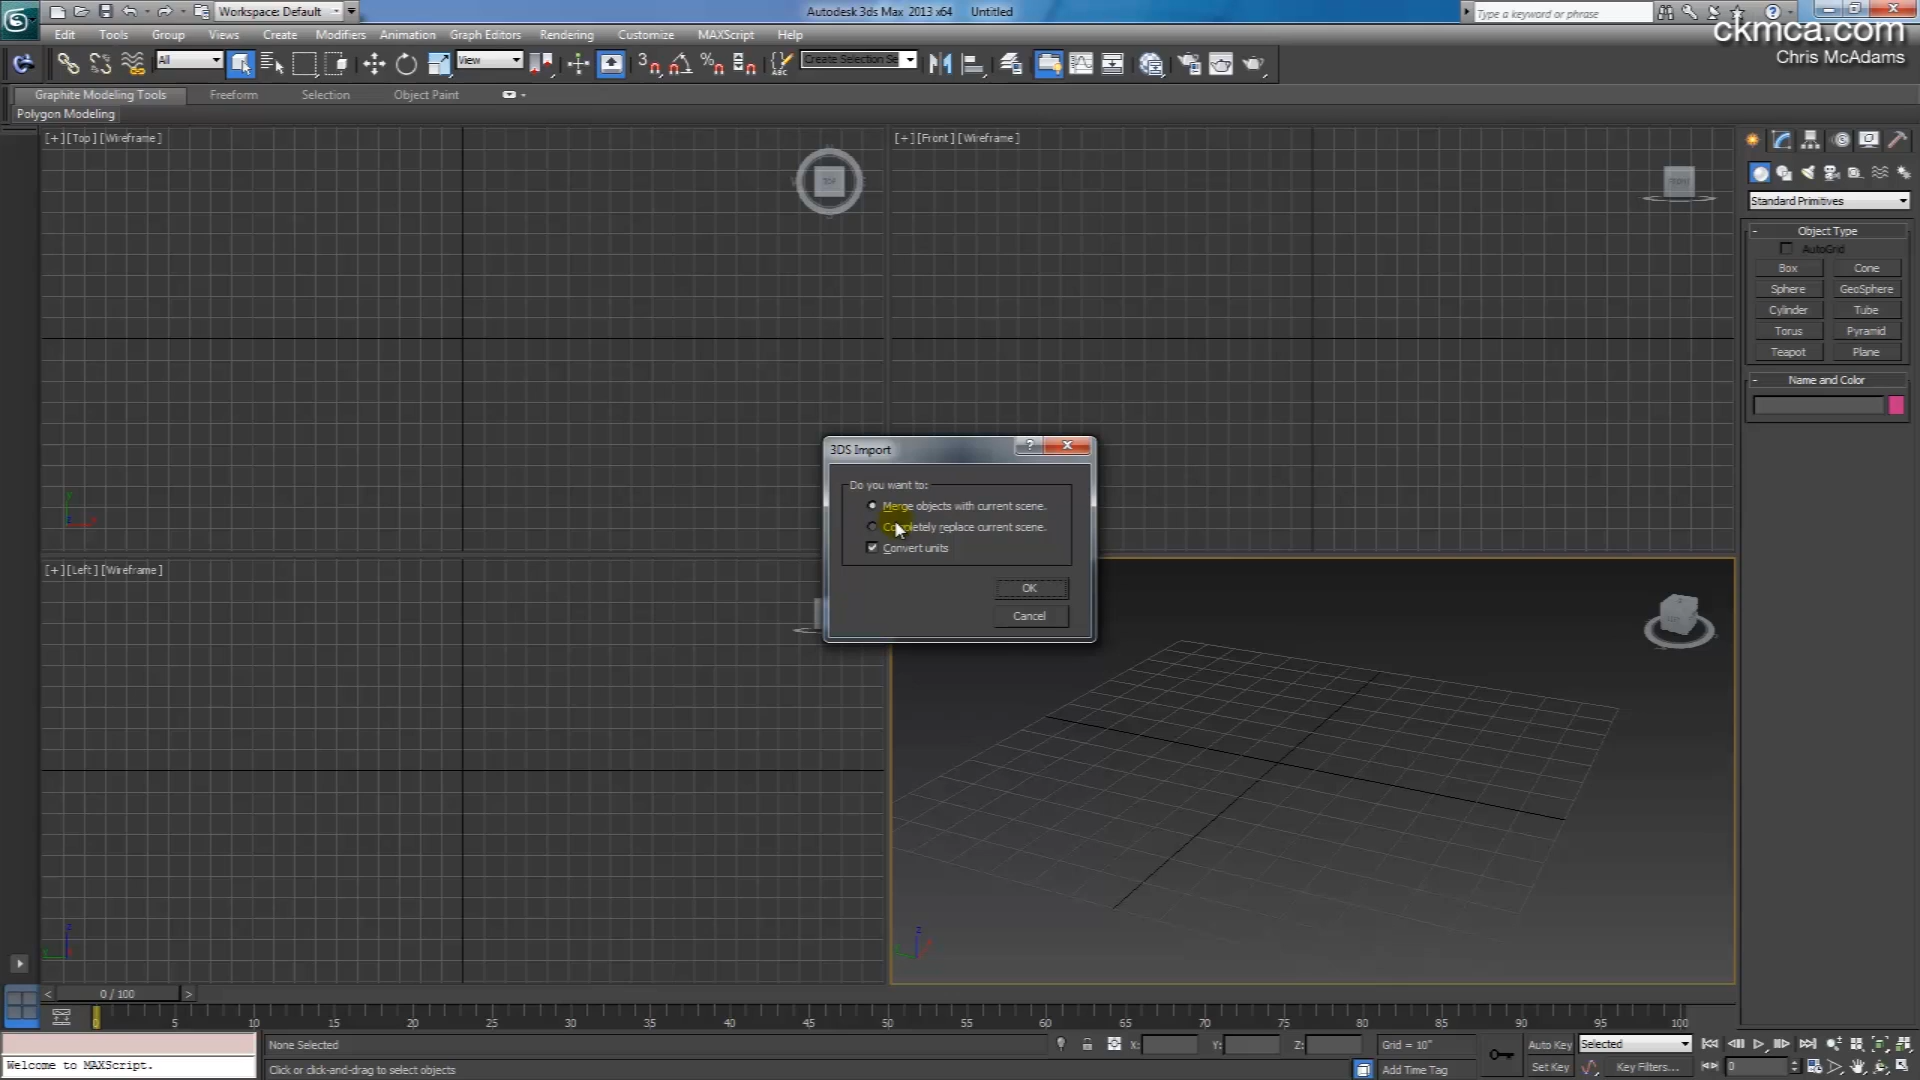 Workspace: Default
Autodesk 3ds Max 2013 x64 Untitled
Type a keyword or phrase
ckmca.com
Chris McAdams
Edit Tools Group Views Create Modifiers Animation Graph Editors Rendering Customize MAXScript Help
All
View
3
Create Selection Se
Graphite Modeling Tools Freeform Selection Object Paint
Polygon Modeling
[+][Top][Wireframe]
[+][Front][Wireframe]
TOP
FRONT
Standard Primitives
- Object Type
AutoGrid
Box Cone
Sphere GeoSphere
Cylinder Tube
Torus Pyramid
Teapot Plane
- Name and Color
3DS Import
Do you want to:
Merge objects with current scene.
Completely replace current scene.
Convert units
OK
Cancel
[+][Left][Wireframe]
< 0 / 100 >
0 5 10 15 20 25 30 35 40 45 50 55 60 65 70 75 80 85 90 95 100
None Selected
X: Y: Z:
Grid = 10"
Auto Key
Selected
Welcome to MAXScript.
Click or click-and-drag to select objects
Add Time Tag
Set Key
Key Filters...
0